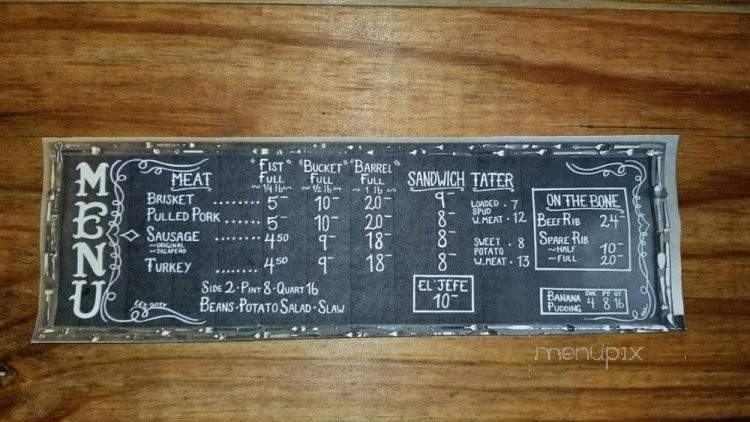 MENU
MEAT "FIST" FULL ~ 1/4 lb ~ "BUCKET" FULL ~ 1/2 lb ~ "BARREL" FULL ~ 1 lb ~ SANDWICH TATER
BRISKET ........ 5- 10- 20- 9-
PULLED PORK .... 5- 10- 20- 8-
SAUSAGE ....... 4.50 9- 18- 8-
~ORIGINAL
~JALAPEÑO
TURKEY ........ 4.50 9- 18- 8-
LOADED . 7
SPUD
W. MEAT . 12
SWEET . 8
POTATO
W. MEAT . 13
ON THE BONE
BEEF RIB 24-
SPARE RIB
~HALF 10-
~FULL 20-
SIDE 2 · PINT 8 · QUART 16
BEANS · POTATO SALAD · SLAW
EL JEFE
10-
BANANA PUDDING
PT QT
4 8 16
menupix